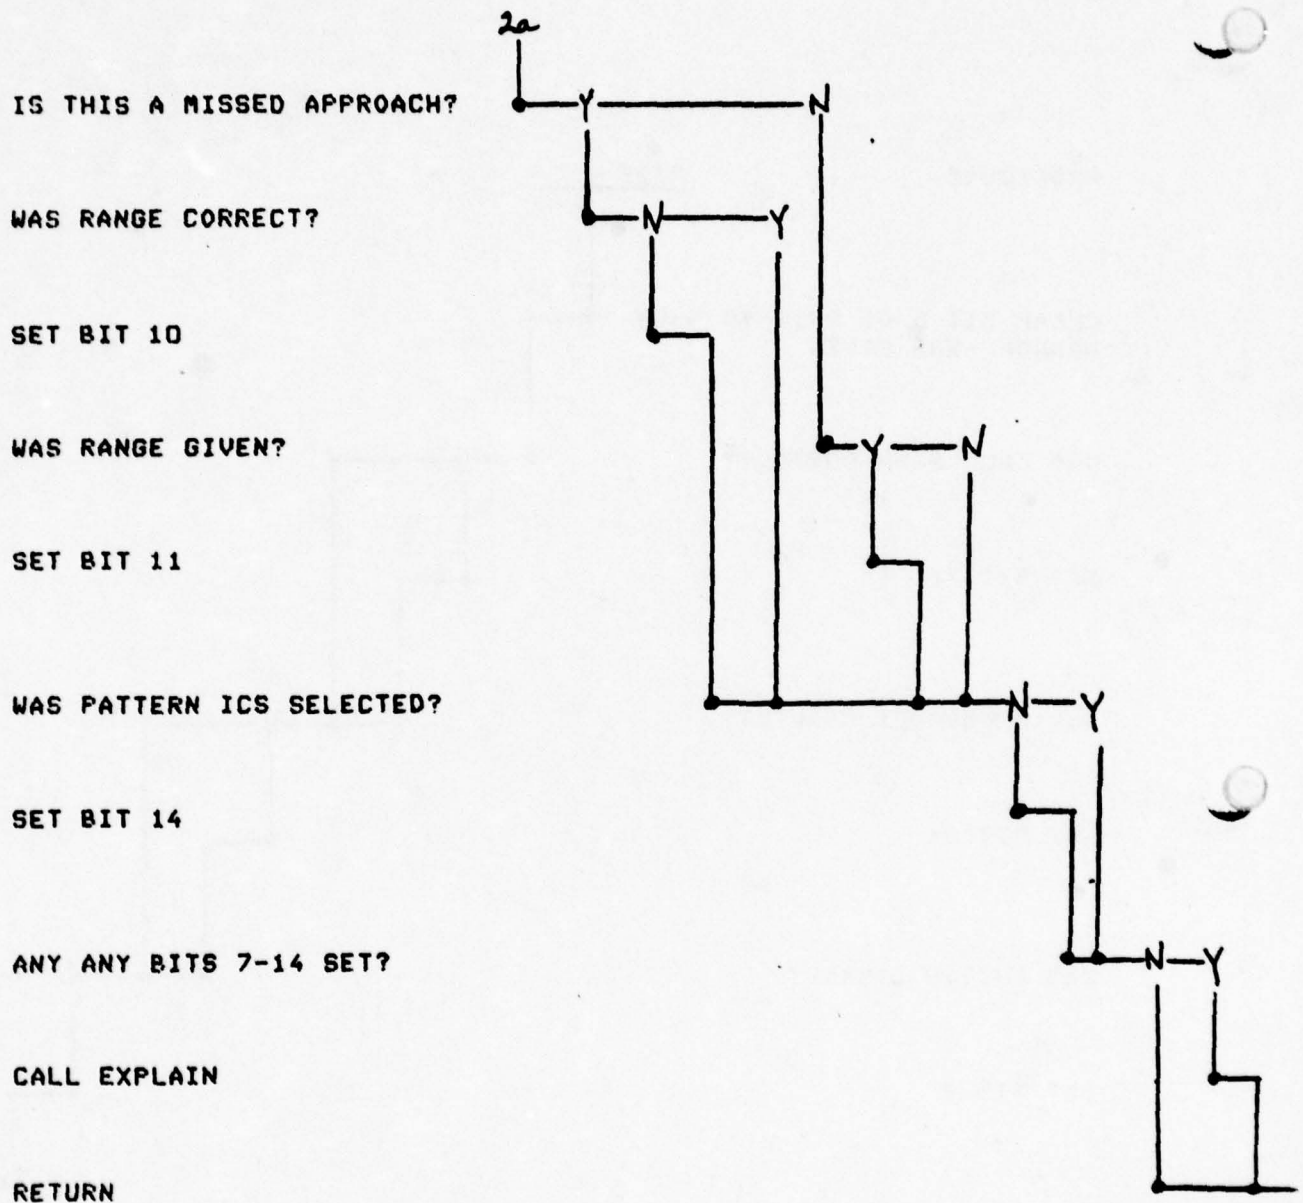 2a
IS THIS A MISSED APPROACH? Y N
WAS RANGE CORRECT? N Y
SET BIT 10
WAS RANGE GIVEN? Y N
SET BIT 11
WAS PATTERN ICS SELECTED? N Y
SET BIT 14
ANY ANY BITS 7-14 SET? N Y
CALL EXPLAIN
RETURN